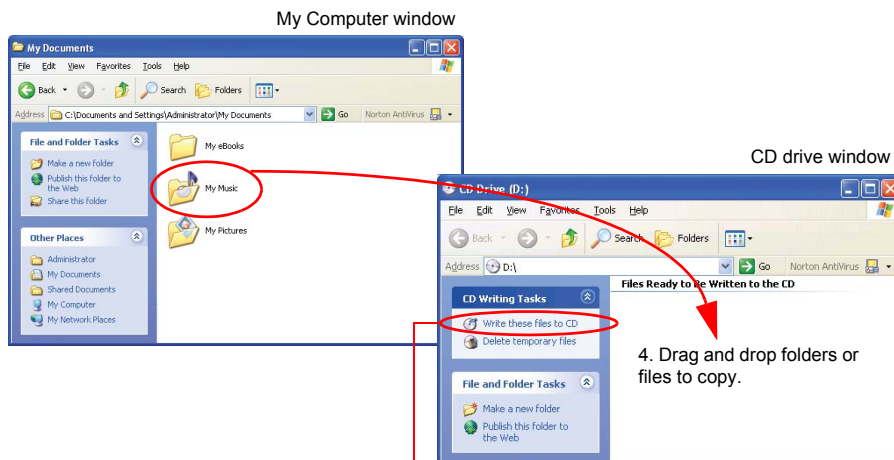 My Computer window
My Documents
File Edit View Favorites Tools Help
Back Search Folders
Address C:\Documents and Settings\Administrator\My Documents Go Norton AntiVirus
File and Folder Tasks
Make a new folder
Publish this folder to
the Web
Share this folder
Other Places
Administrator
My Documents
Shared Documents
My Computer
My Network Places
My eBooks
My Music
My Pictures
CD drive window
CD Drive (D:)
File Edit View Favorites Tools Help
Back Search Folders
Address D:\ Go Norton AntiVirus
CD Writing Tasks
Write these files to CD
Delete temporary files
File and Folder Tasks
Make a new folder
Publish this folder to
the Web
Files Ready to Be Written to the CD
4. Drag and drop folders or
files to copy.